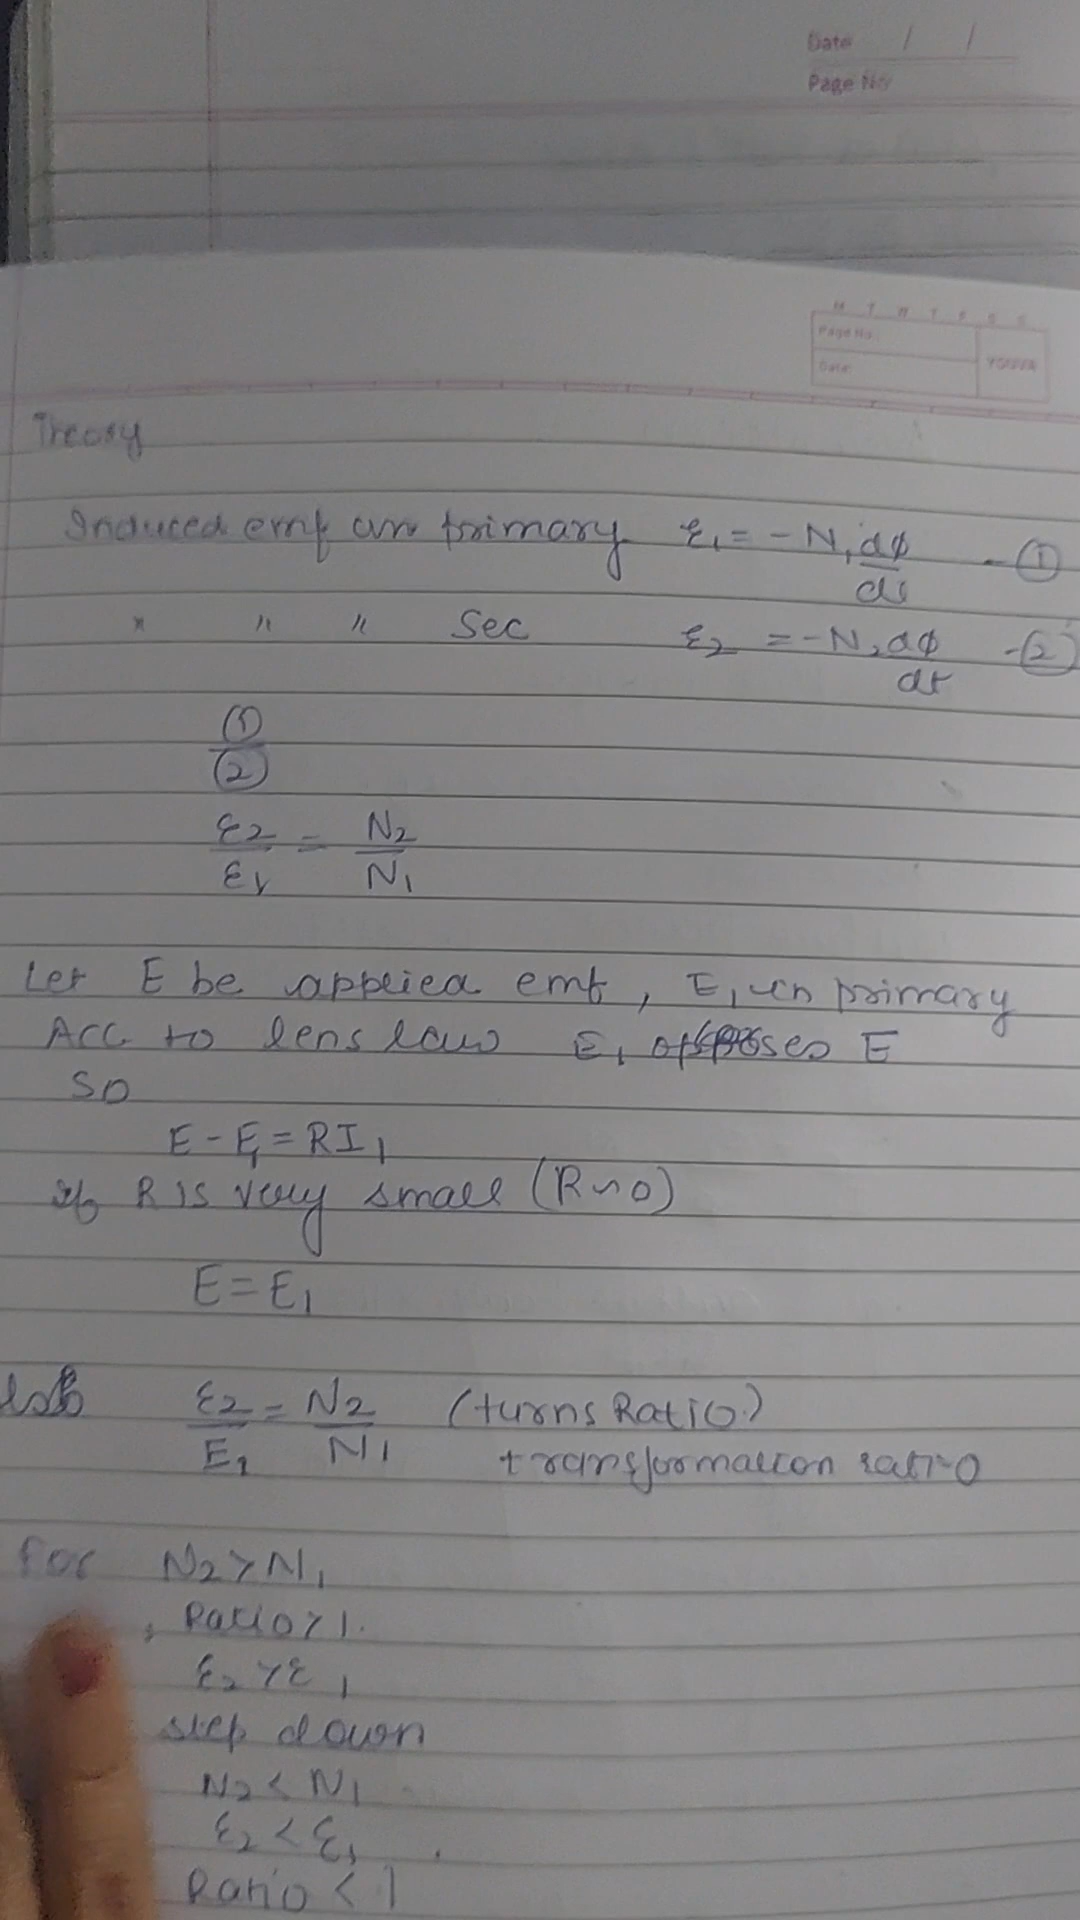 Date / /
Page No
M T W T F S S
Page No.:
Date:
YOUVA
Theory
Induced emf in primary ε₁ = - N₁ dφ/dt - ①
" " " Sec ε₂ = - N₂ dφ/dt - ②
①/②
ε₂/ε₁ = N₂/N₁
Let E be applied emf, E₁ in primary
Acc to lens law E₁ opposes E
SO
E - E₁ = RI₁
if R is very small (R~0)
E = E₁
ε₂/E₁ = N₂/N₁ (turns Ratio)
transformation ratio
For N₂ > N₁
, Ratio > 1.
ε₂ > ε₁
step down
N₂ < N₁
ε₂ < ε₁
Ratio < 1